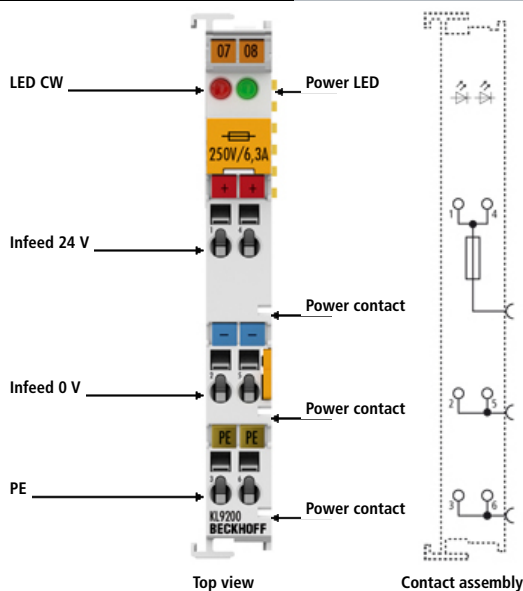 07 08
LED CW
Power LED
250V/6,3A
+ +
1 4
Infeed 24 V
Power contact
– –
2 5
Infeed 0 V
Power contact
PE PE
3 6
PE
KL9200
BECKHOFF
Power contact
Top view
1 4
2 5
3 6
Contact assembly